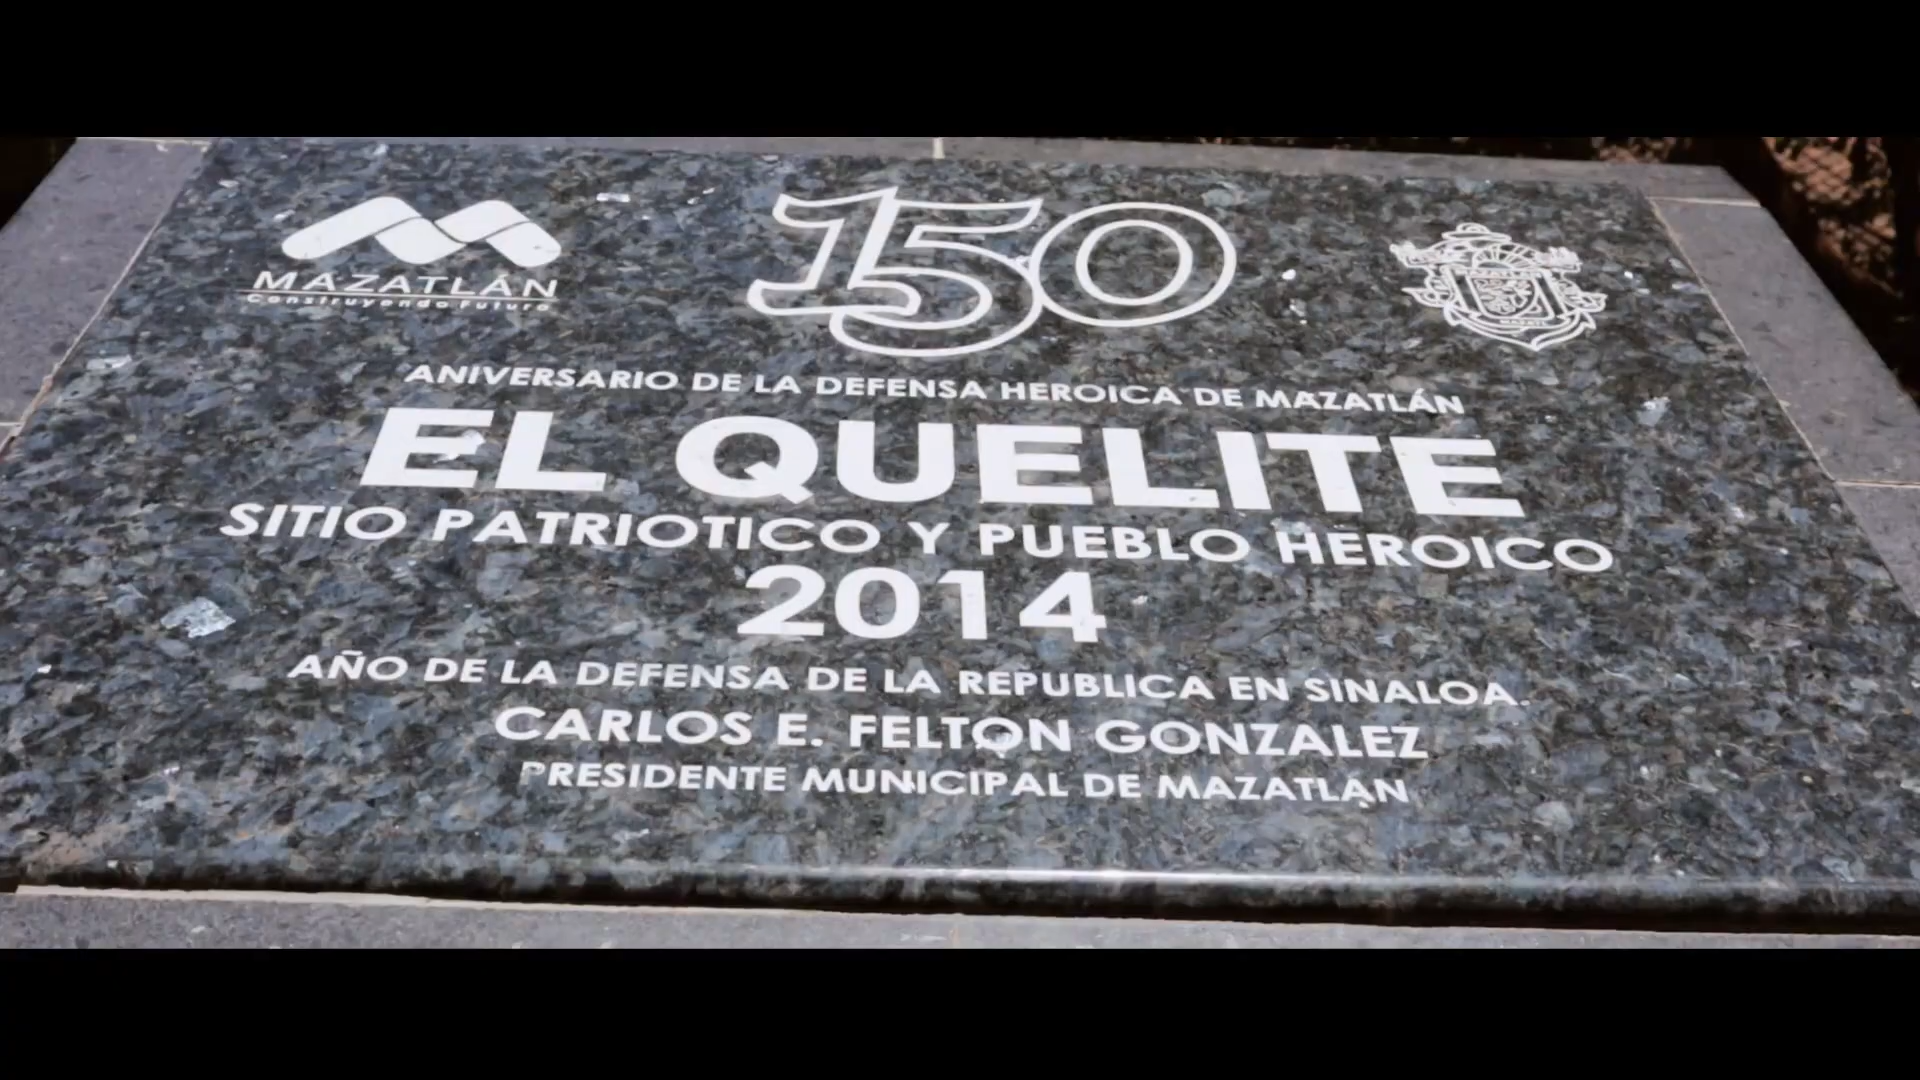 MAZATLÁN
Construyendo Futuro
150
ANIVERSARIO DE LA DEFENSA HEROICA DE MAZATLÁN
EL QUELITE
SITIO PATRIOTICO Y PUEBLO HEROICO
2014
AÑO DE LA DEFENSA DE LA REPUBLICA EN SINALOA.
CARLOS E. FELTON GONZALEZ
PRESIDENTE MUNICIPAL DE MAZATLAN